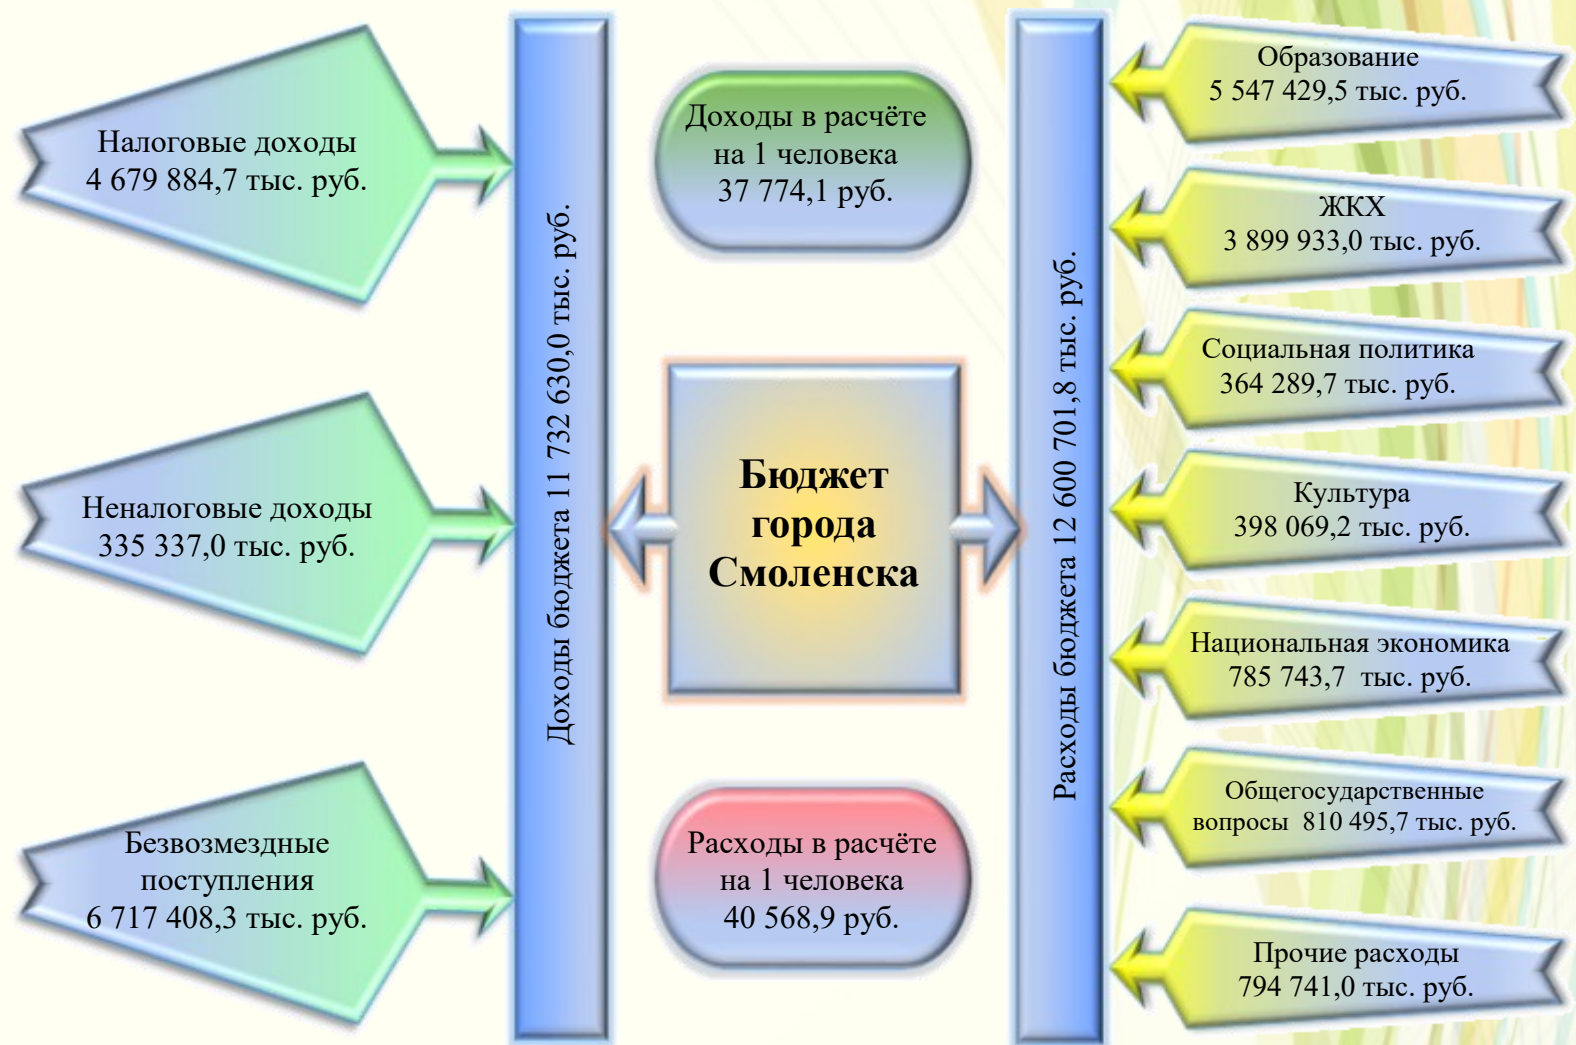 Налоговые доходы
4 679 884,7 тыс. руб.
Неналоговые доходы
335 337,0 тыс. руб.
Безвозмездные
поступления
6 717 408,3 тыс. руб.
Доходы бюджета 11 732 630,0 тыс. руб.
Доходы в расчёте
на 1 человека
37 774,1 руб.
Бюджет
города
Смоленска
Расходы в расчёте
на 1 человека
40 568,9 руб.
Расходы бюджета 12 600 701,8 тыс. руб.
Образование
5 547 429,5 тыс. руб.
ЖКХ
3 899 933,0 тыс. руб.
Социальная политика
364 289,7 тыс. руб.
Культура
398 069,2 тыс. руб.
Национальная экономика
785 743,7  тыс. руб.
Общегосударственные
вопросы  810 495,7 тыс. руб.
Прочие расходы
794 741,0 тыс. руб.